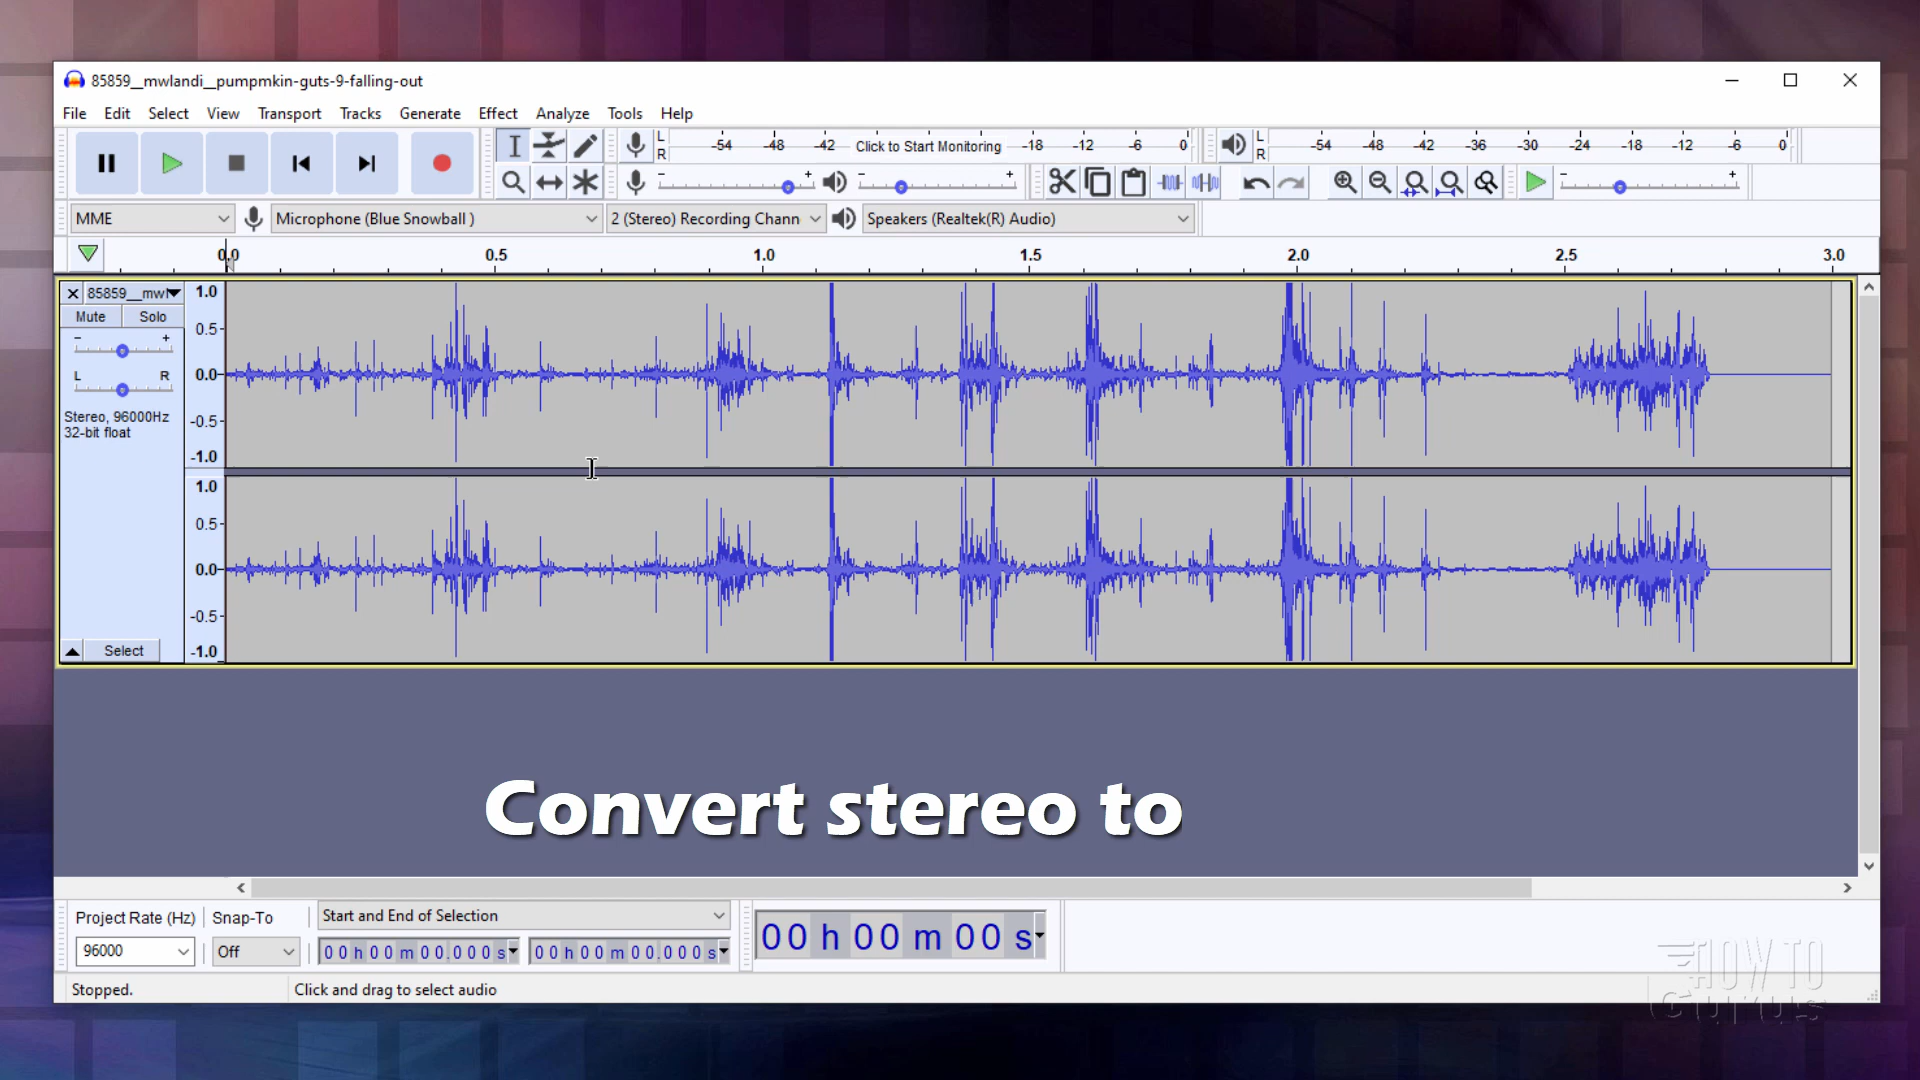 85859__mwlandi__pumpmkin-guts-9-falling-out
File Edit Select View Transport Tracks Generate Effect Analyze Tools Help
L R -54 -48 -42 Click to Start Monitoring -18 -12 -6 0 L R -54 -48 -42 -36 -30 -24 -18 -12 -6 0
- + - + - +
MME Microphone (Blue Snowball ) 2 (Stereo) Recording Chann Speakers (Realtek(R) Audio)
0.0 0.5 1.0 1.5 2.0 2.5 3.0
85859__mwl
Mute Solo
- +
L R
Stereo, 96000Hz
32-bit float
Select
1.0
0.5
0.0
-0.5
-1.0
1.0
0.5
0.0
-0.5
-1.0
Convert stereo to
Project Rate (Hz) Snap-To Start and End of Selection
96000 Off 00 h 00 m 00.000 s 00 h 00 m 00.000 s 00 h 00 m 00 s
Stopped. Click and drag to select audio
HOW TO
GURUS